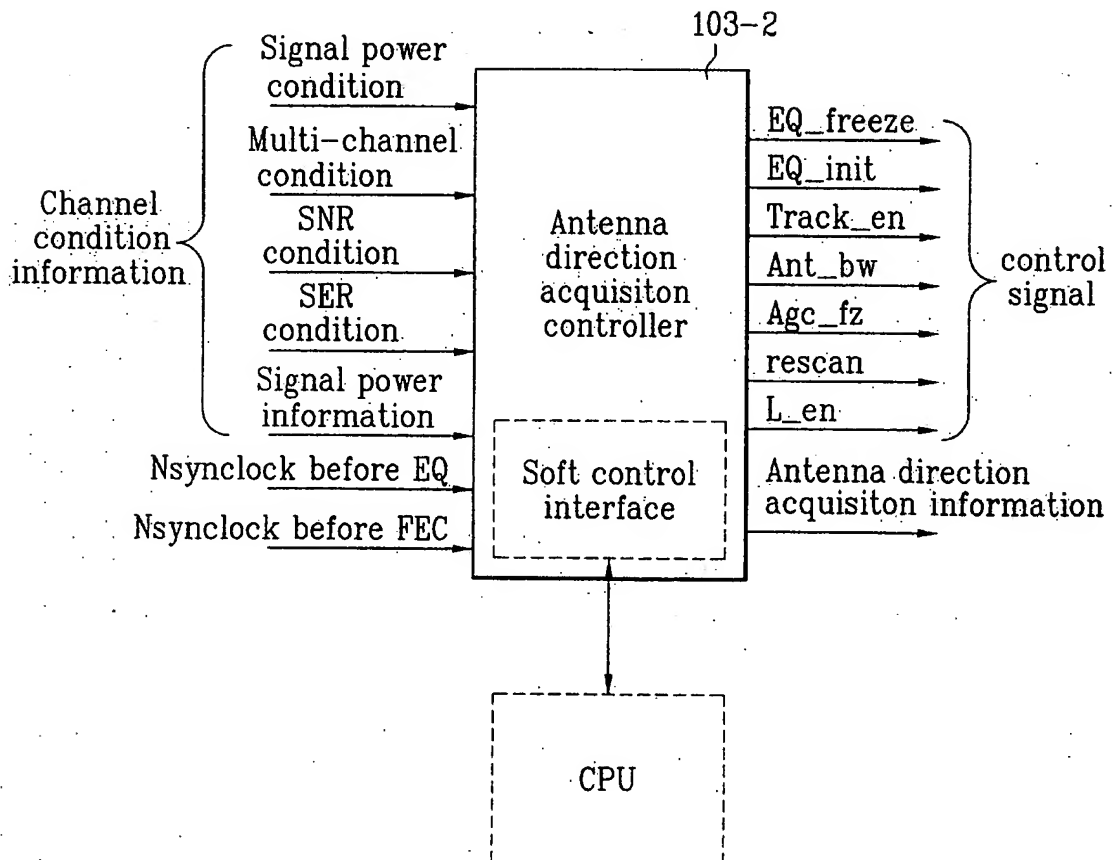 103-2
Signal power
condition
Multi-channel
condition
SNR
condition
SER
condition
Signal power
information
Channel
condition
information
Nsynclock before EQ
Nsynclock before FEC
Antenna
direction
acquisiton
controller
Soft control
interface
EQ_freeze
EQ_init
Track_en
Ant_bw
Agc_fz
rescan
L_en
control
signal
Antenna direction
acquisiton information
CPU